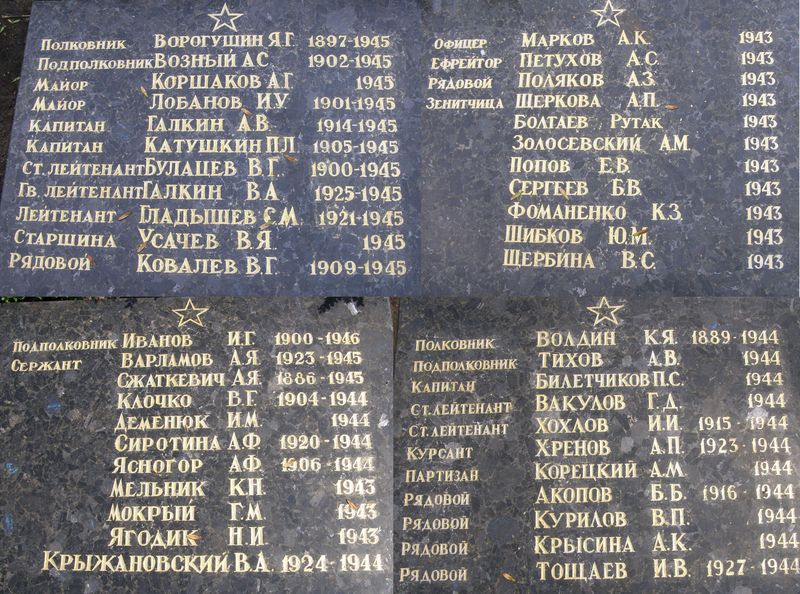 Полковник Ворогушин Я.Г. 1897-1945
Подполковник Возный А.С. 1902-1945
Майор Коршаков А.Г. 1945
Майор Лобанов И.У. 1901-1945
Капитан Галкин А.В. 1914-1945
Капитан Катушкин П.Л. 1905-1945
Ст. лейтенант Булацев В.Г. 1900-1945
Гв. лейтенант Галкин В.А. 1925-1945
Лейтенант Гладышев С.М. 1921-1945
Старшина Усачев В.Я. 1945
Рядовой Ковалев В.Г. 1909-1945
Офицер Марков А.К. 1943
Ефрейтор Петухов А.С. 1943
Рядовой Поляков А.З. 1943
Зенитчица Щеркова А.П. 1943
Болтаев Рутак 1943
Золосевский А.М. 1943
Попов Е.В. 1943
Сергеев Б.В. 1943
Фоманенко К.З. 1943
Шибков Ю.М. 1943
Щербина В.С. 1943
Подполковник Иванов И.Г. 1900-1946
Сержант Варламов А.Я. 1923-1945
Сжаткевич А.Я. 1886-1945
Клочко В.Г. 1904-1944
Деменюк И.М. 1944
Сиротина А.Ф. 1920-1944
Ясногор А.Ф. 1906-1944
Мельник К.Н. 1943
Мокрый Г.М. 1943
Ягодик Н.И. 1943
Крыжановский В.А. 1924-1944
Полковник Волдин К.Я. 1889-1944
Подполковник Тихов А.В. 1944
Капитан Билетчиков П.С. 1944
Ст. лейтенант Вакулов Г.Д. 1944
Ст. лейтенант Хохлов И.И. 1915-1944
Курсант Хренов А.П. 1923-1944
Партизан Корецкий А.М. 1944
Рядовой Акопов Б.Б. 1916-1944
Рядовой Курилов В.П. 1944
Рядовой Крысина А.К. 1944
Рядовой Тощаев И.В. 1927-1944